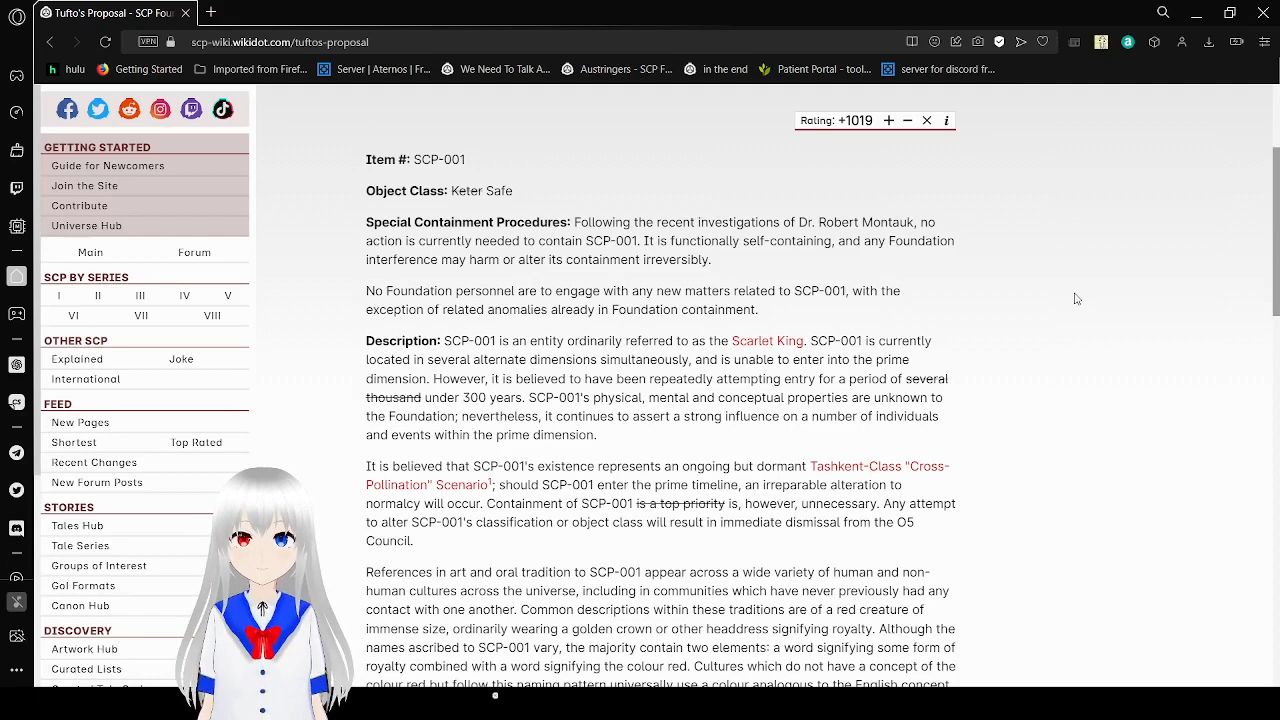 Tufto's Proposal - SCP Fou
scp-wiki.wikidot.com/tuftos-proposal
VPN
hulu
Getting Started
Imported from Firef...
Server | Aternos | Fr...
We Need To Talk A...
Austringers - SCP F...
in the end
Patient Portal - tool...
server for discord fr...
GETTING STARTED
Guide for Newcomers
Join the Site
Contribute
Universe Hub
Main Forum
SCP BY SERIES
I II III IV V
VI VII VIII
OTHER SCP
Explained Joke
International
FEED
New Pages
Shortest Top Rated
Recent Changes
New Forum Posts
STORIES
Tales Hub
Tale Series
Groups of Interest
GoI Formats
Canon Hub
DISCOVERY
Artwork Hub
Curated Lists
Rating: +1019 + − × i
Item #: SCP-001
Object Class: Keter Safe
Special Containment Procedures: Following the recent investigations of Dr. Robert Montauk, no
action is currently needed to contain SCP-001. It is functionally self-containing, and any Foundation
interference may harm or alter its containment irreversibly.
No Foundation personnel are to engage with any new matters related to SCP-001, with the
exception of related anomalies already in Foundation containment.
Description: SCP-001 is an entity ordinarily referred to as the Scarlet King. SCP-001 is currently
located in several alternate dimensions simultaneously, and is unable to enter into the prime
dimension. However, it is believed to have been repeatedly attempting entry for a period of several
thousand under 300 years. SCP-001's physical, mental and conceptual properties are unknown to
the Foundation; nevertheless, it continues to assert a strong influence on a number of individuals
and events within the prime dimension.
It is believed that SCP-001's existence represents an ongoing but dormant Tashkent-Class "Cross-
Pollination" Scenario1; should SCP-001 enter the prime timeline, an irreparable alteration to
normalcy will occur. Containment of SCP-001 is a top priority is, however, unnecessary. Any attempt
to alter SCP-001's classification or object class will result in immediate dismissal from the O5
Council.
References in art and oral tradition to SCP-001 appear across a wide variety of human and non-
human cultures across the universe, including in communities which have never previously had any
contact with one another. Common descriptions within these traditions are of a red creature of
immense size, ordinarily wearing a golden crown or other headdress signifying royalty. Although the
names ascribed to SCP-001 vary, the majority contain two elements: a word signifying some form of
royalty combined with a word signifying the colour red. Cultures which do not have a concept of the
colour red but follow this naming pattern universally use a colour analogous to the English concept